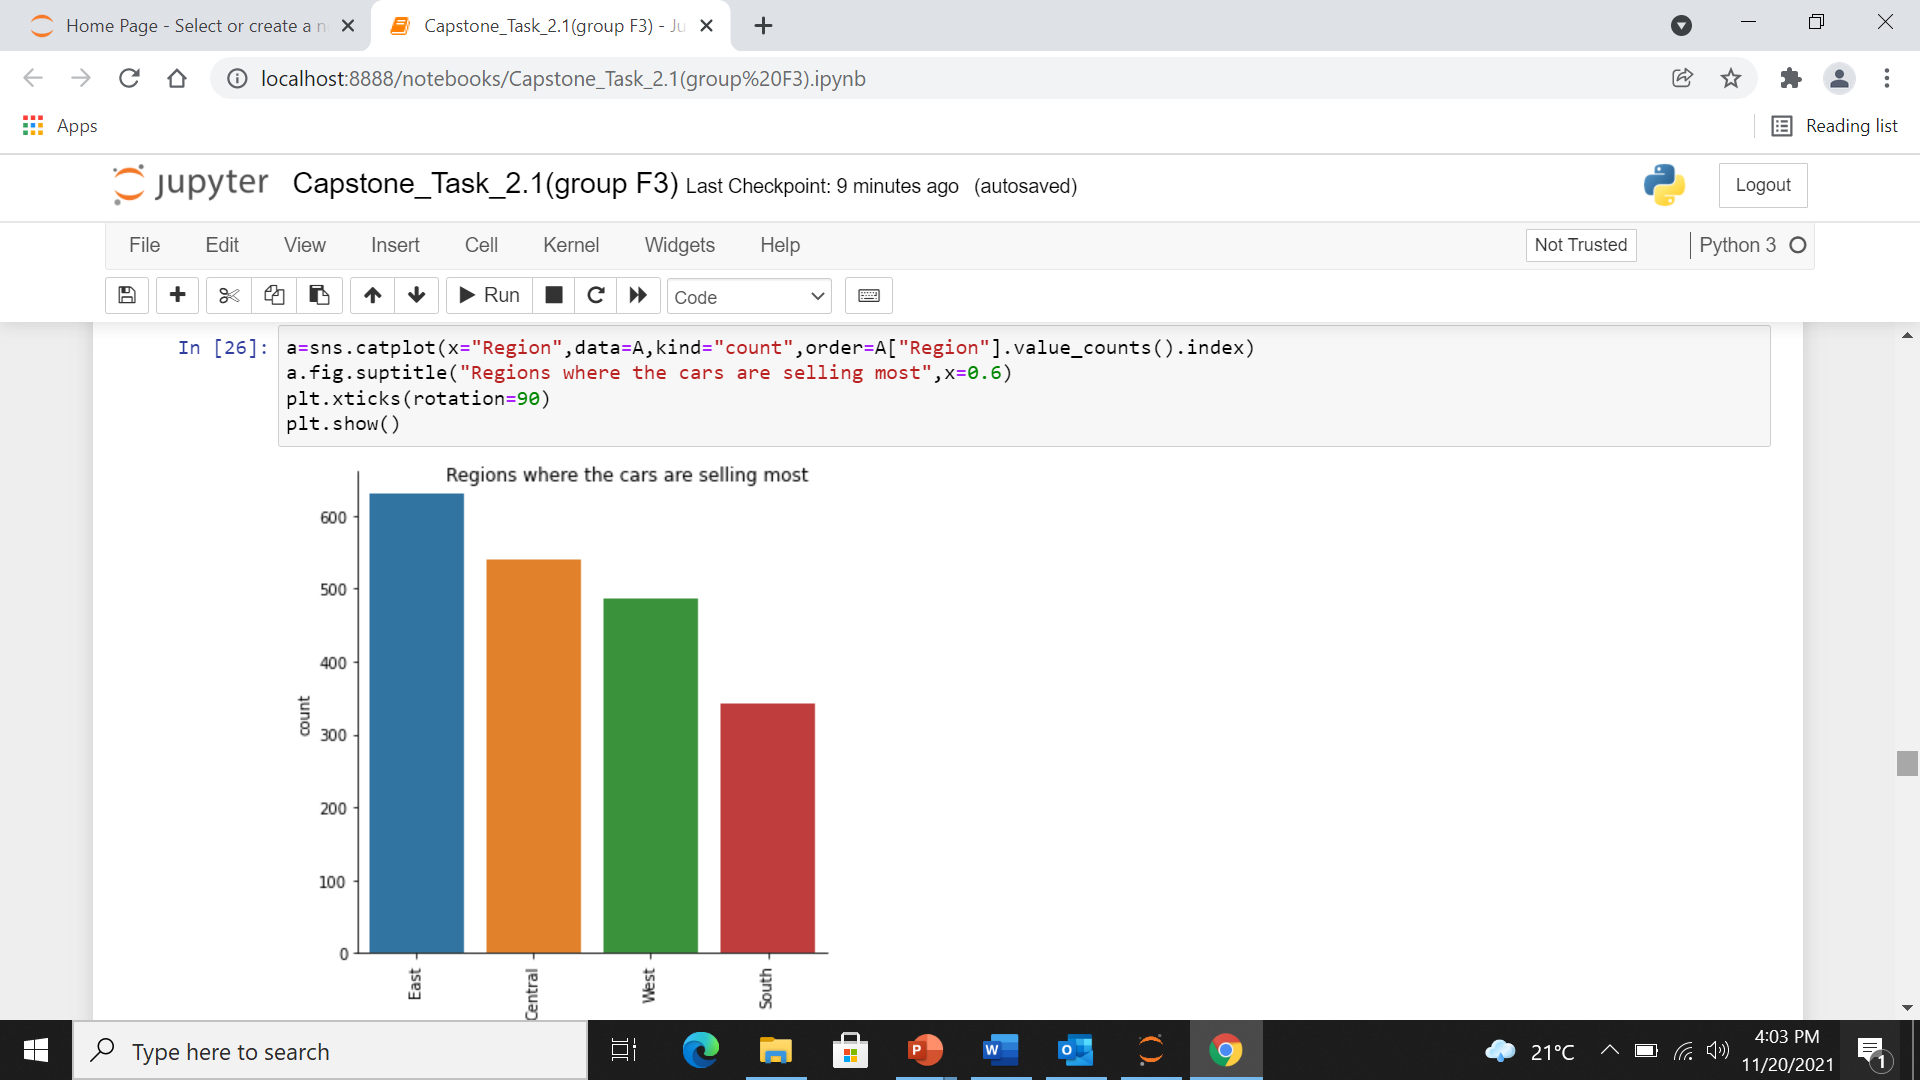 Home Page - Select or create a n
Capstone_Task_2.1(group F3) - Ju
localhost:8888/notebooks/Capstone_Task_2.1(group%20F3).ipynb
Apps
Reading list
jupyter Capstone_Task_2.1(group F3) Last Checkpoint: 9 minutes ago (autosaved)
Logout
File Edit View Insert Cell Kernel Widgets Help
Not Trusted
Python 3
Run
Code
In [26]:
a=sns.catplot(x="Region",data=A,kind="count",order=A["Region"].value_counts().index)
a.fig.suptitle("Regions where the cars are selling most",x=0.6)
plt.xticks(rotation=90)
plt.show()
Regions where the cars are selling most
600
500
400
300
200
100
0
count
East
Central
West
South
Type here to search
21°C
4:03 PM
11/20/2021
1